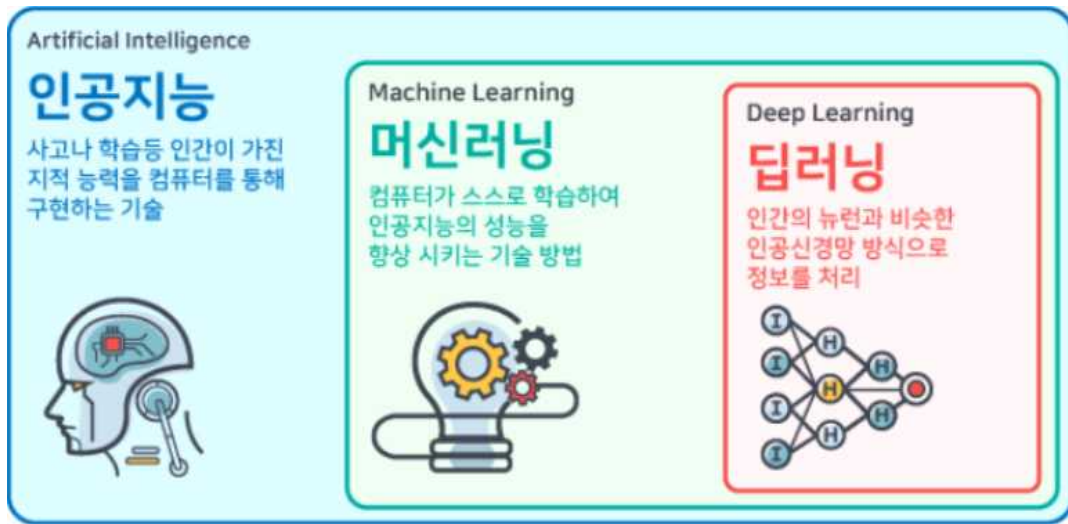 Artificial Intelligence
인공지능
사고나 학습등 인간이 가진
지적 능력을 컴퓨터를 통해
구현하는 기술
Machine Learning
머신러닝
컴퓨터가 스스로 학습하여
인공지능의 성능을
향상 시키는 기술 방법
Deep Learning
딥러닝
인간의 뉴런과 비슷한
인공신경망 방식으로
정보를 처리
I
H
I
H
H
I
H
H
I